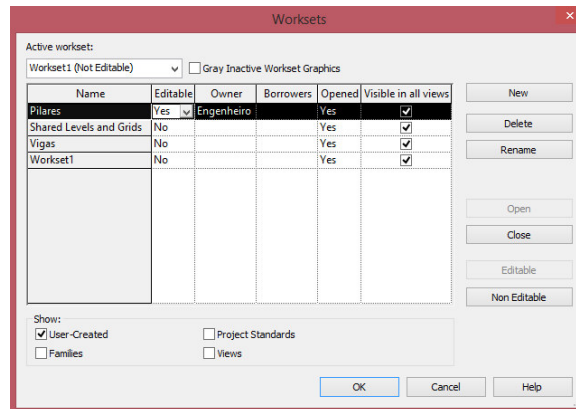 Worksets
Active workset:
Workset1 (Not Editable)
Gray Inactive Workset Graphics
Name Editable Owner Borrowers Opened Visible in all views
Pilares Yes Engenheiro Yes
Shared Levels and Grids No Yes
Vigas No Yes
Workset1 No Yes
New
Delete
Rename
Open
Close
Editable
Non Editable
Show:
User-Created Project Standards
Families Views
OK Cancel Help